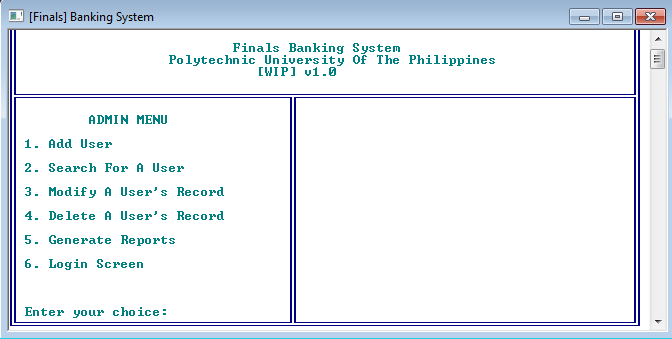 [Finals] Banking System
Finals Banking System
Polytechnic University Of The Philippines
[WIP] v1.0
ADMIN MENU
1. Add User
2. Search For A User
3. Modify A User's Record
4. Delete A User's Record
5. Generate Reports
6. Login Screen
Enter your choice: